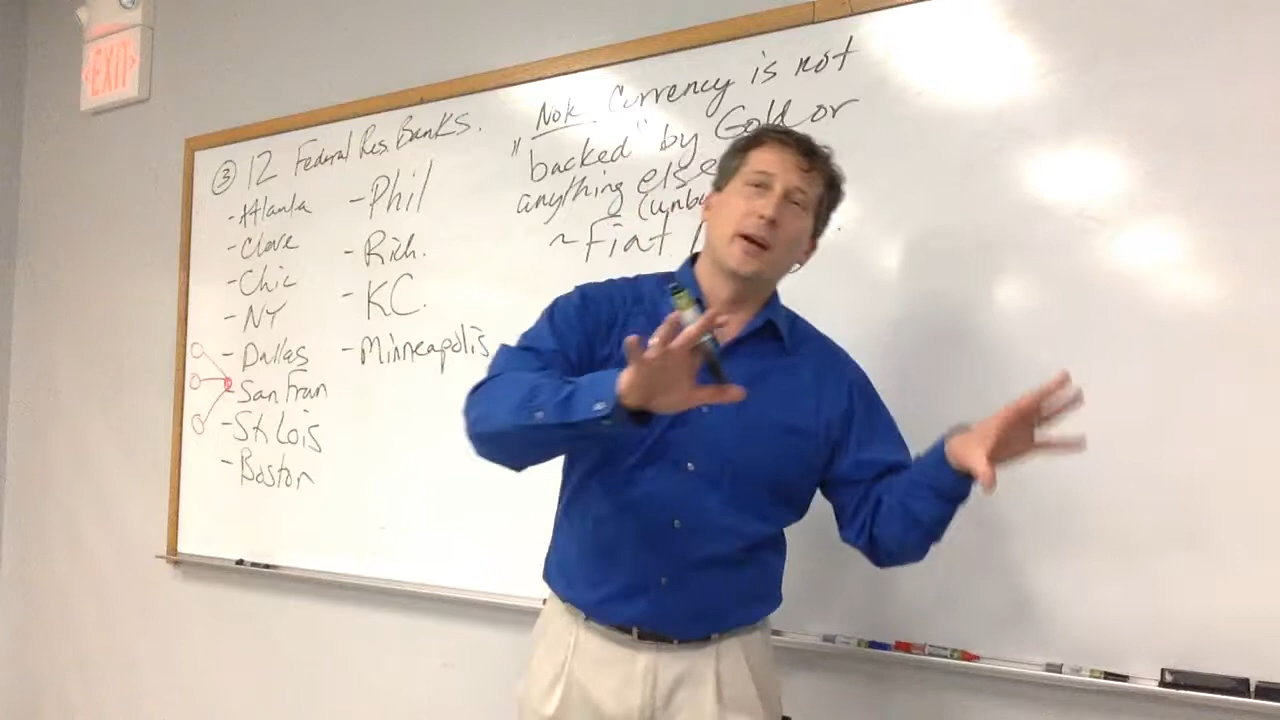 EXIT
③ 12 Federal Res. Banks.
- Atlanta
- Cleve
- Chic
- NY
- Dallas
- San Fran
- St Lois
- Boston
- Phil
- Rich.
- KC.
- Minneapolis
Currency is not
"backed" by Gold or
anything else
~ Fiat